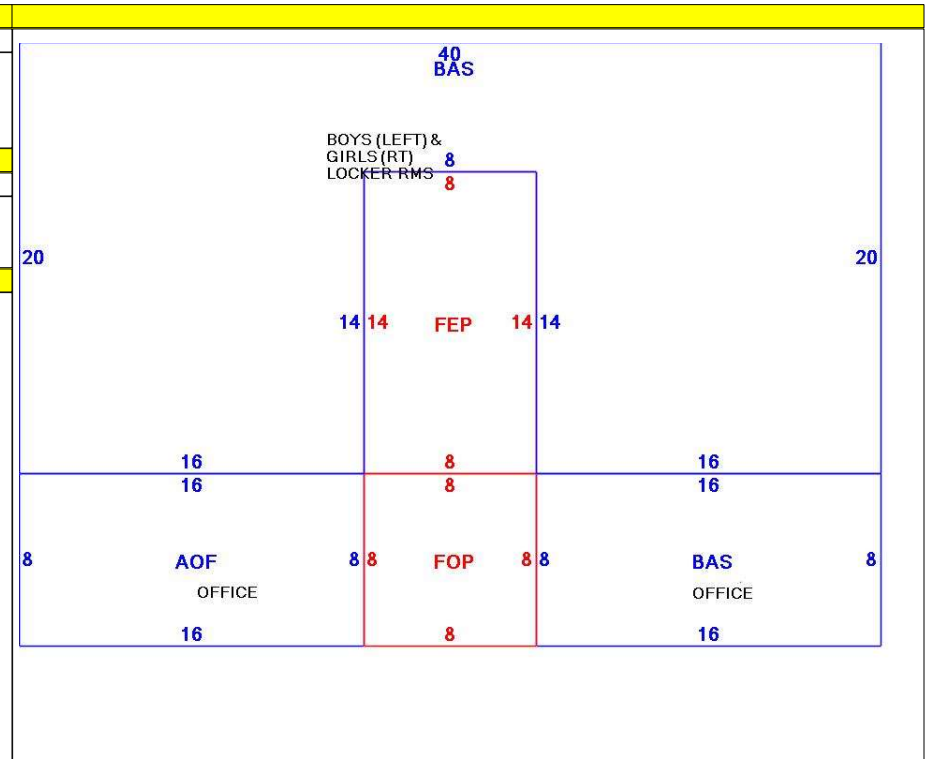 40
BAS
BOYS (LEFT) &
GIRLS (RT)
LOCKER RMS
8
8
20
20
14 14 FEP 14 14
16 8 16
16 8 16
8 AOF 8 8 FOP 8 8 BAS 8
OFFICE OFFICE
16 8 16